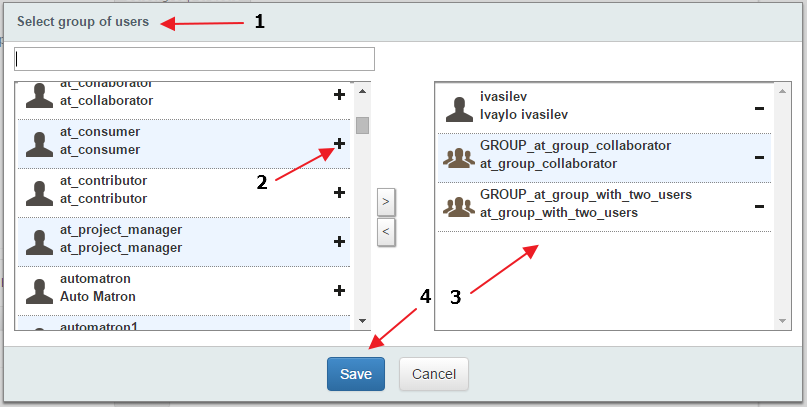 Select group of users
1
at_collaborator
at_collaborator
at_consumer
at_consumer
2
at_contributor
at_contributor
at_project_manager
at_project_manager
automatron
Auto Matron
automatron1
>
<
ivasilev
Ivaylo ivasilev
GROUP_at_group_collaborator
at_group_collaborator
GROUP_at_group_with_two_users
at_group_with_two_users
3
4
Save
Cancel